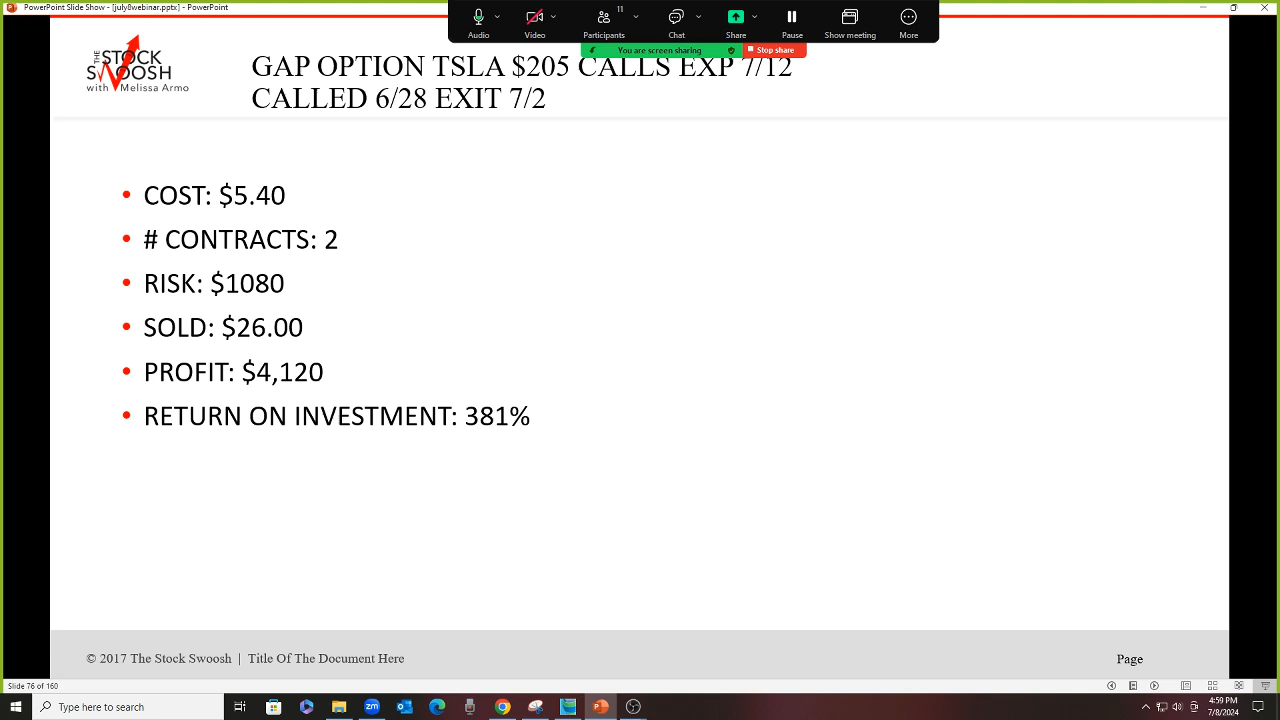 PowerPoint Slide Show - [july8webinar.pptx] - PowerPoint
11
Audio Video Participants Chat Share Pause Show meeting More
You are screen sharing Stop share
THE STOCK SWOOSH
with Melissa Armo
GAP OPTION TSLA $205 CALLS EXP 7/12
CALLED 6/28 EXIT 7/2
• COST: $5.40
• # CONTRACTS: 2
• RISK: $1080
• SOLD: $26.00
• PROFIT: $4,120
• RETURN ON INVESTMENT: 381%
© 2017 The Stock Swoosh | Title Of The Document Here
Page
Slide 76 of 160
Type here to search
zm
4:59 PM
7/8/2024